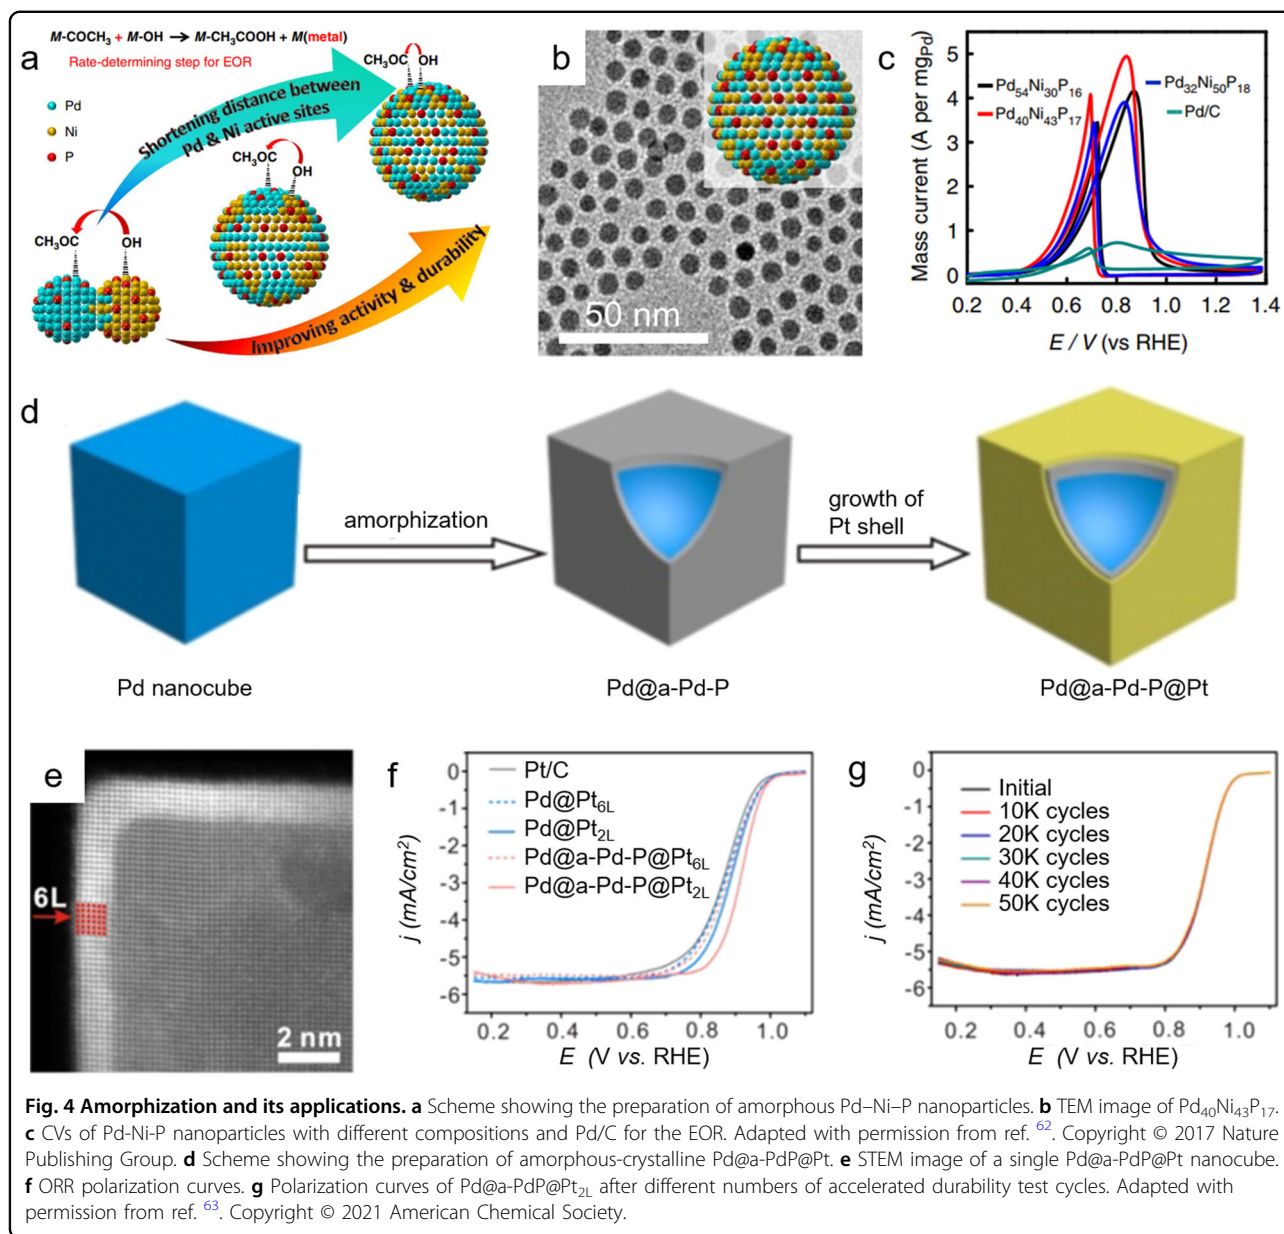 a
M-COCH₃ + M-OH → M-CH₃COOH + M(metal)
Rate-determining step for EOR
Pd
Ni
P
Shortening distance between
Pd & Ni active sites
CH₃OC OH
CH₃OC
OH
CH₃OC OH
Improving activity & durability
b
50 nm
c
Mass current (A per mg_Pd)
5
4
3
2
1
0
Pd₅₄Ni₃₀P₁₆
Pd₄₀Ni₄₃P₁₇
Pd₃₂Ni₅₀P₁₈
Pd/C
0.2 0.4 0.6 0.8 1.0 1.2 1.4
E / V (vs RHE)
d
amorphization
growth of
Pt shell
Pd nanocube
Pd@a-Pd-P
Pd@a-Pd-P@Pt
e
6L
2 nm
f
j (mA/cm²)
0
-1
-2
-3
-4
-5
-6
Pt/C
Pd@Pt₆L
Pd@Pt₂L
Pd@a-Pd-P@Pt₆L
Pd@a-Pd-P@Pt₂L
0.2 0.4 0.6 0.8 1.0
E (V vs. RHE)
g
j (mA/cm²)
0
-1
-2
-3
-4
-5
-6
Initial
10K cycles
20K cycles
30K cycles
40K cycles
50K cycles
0.2 0.4 0.6 0.8 1.0
E (V vs. RHE)
Fig. 4 Amorphization and its applications. a Scheme showing the preparation of amorphous Pd–Ni–P nanoparticles. b TEM image of Pd₄₀Ni₄₃P₁₇.
c CVs of Pd-Ni-P nanoparticles with different compositions and Pd/C for the EOR. Adapted with permission from ref. ⁶². Copyright © 2017 Nature
Publishing Group. d Scheme showing the preparation of amorphous-crystalline Pd@a-PdP@Pt. e STEM image of a single Pd@a-PdP@Pt nanocube.
f ORR polarization curves. g Polarization curves of Pd@a-PdP@Pt₂L after different numbers of accelerated durability test cycles. Adapted with
permission from ref. ⁶³. Copyright © 2021 American Chemical Society.